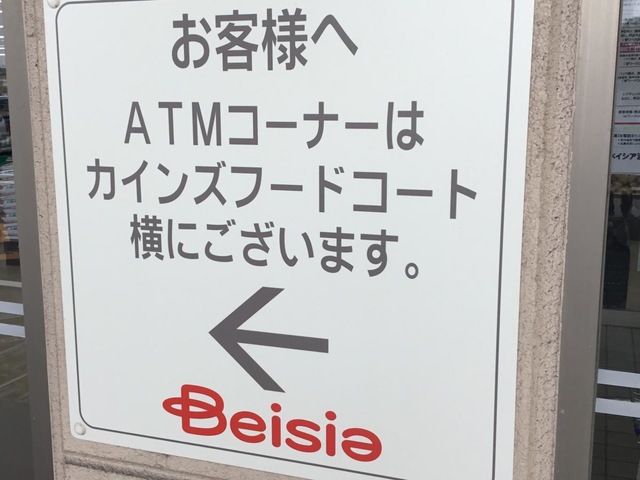 お客様へ
ATMコーナーは
カインズフードコート
横にございます。
Beisia